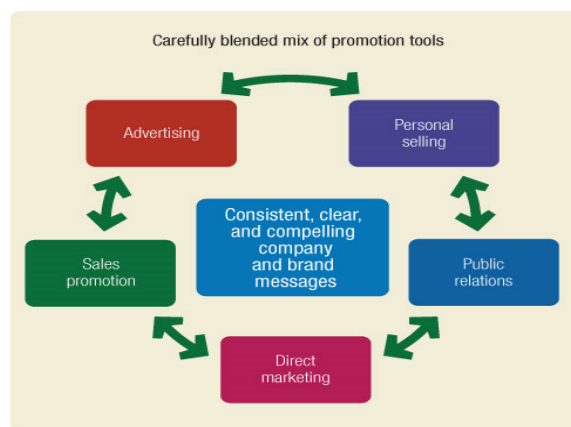 Carefully blended mix of promotion tools
Advertising
Personal
selling
Consistent, clear,
and compelling
company
and brand
messages
Sales
promotion
Public
relations
Direct
marketing